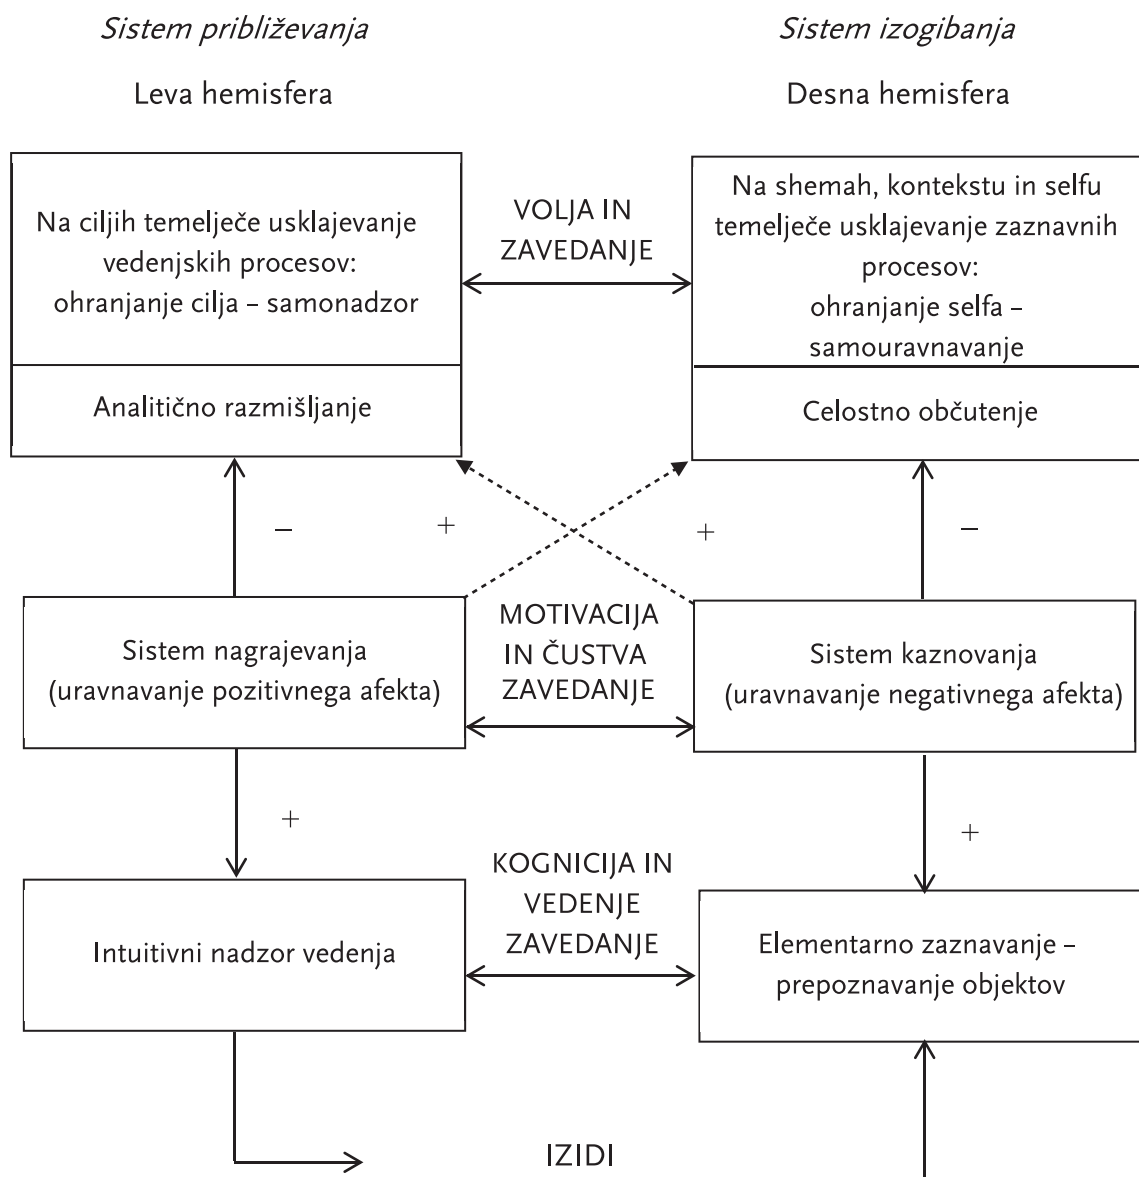 Sistem približevanja
Sistem izogibanja
Leva hemisfera
Desna hemisfera
Na ciljih temelječe usklajevanje
vedenjskih procesov:
ohranjanje cilja – samonadzor
Analitično razmišljanje
VOLJA IN
ZAVEDANJE
Na shemah, kontekstu in selfu
temelječe usklajevanje zaznavnih
procesov:
ohranjanje selfa –
samouravnavanje
Celostno občutenje
–
+
+
–
Sistem nagrajevanja
(uravnavanje pozitivnega afekta)
MOTIVACIJA
IN ČUSTVA
ZAVEDANJE
Sistem kaznovanja
(uravnavanje negativnega afekta)
+
+
Intuitivni nadzor vedenja
KOGNICIJA IN
VEDENJE
ZAVEDANJE
Elementarno zaznavanje –
prepoznavanje objektov
IZIDI